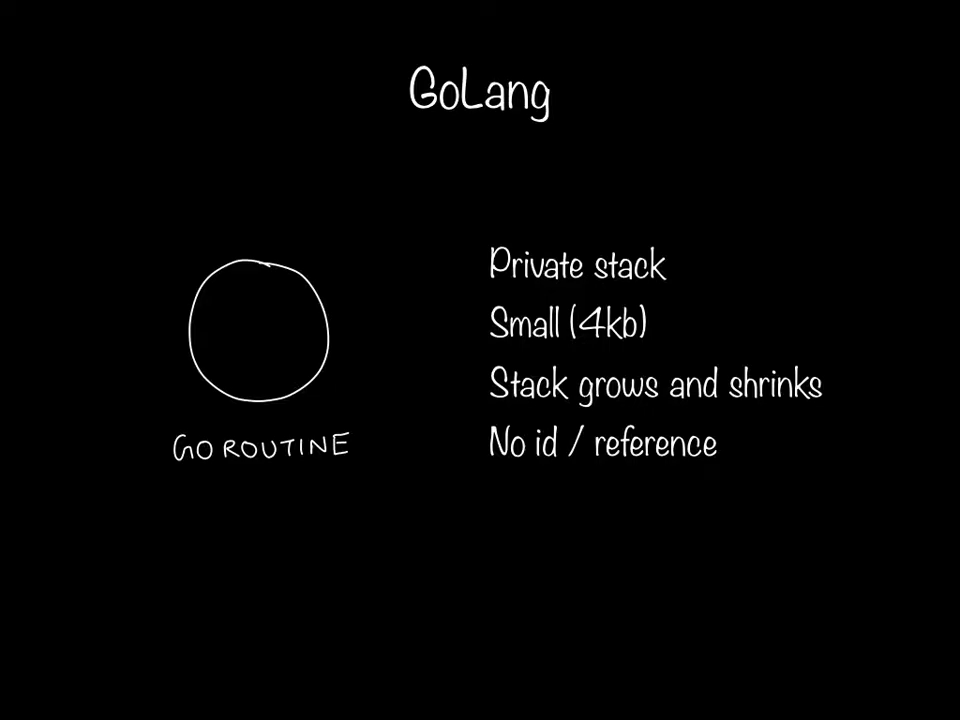 GoLang
Private stack
Small (4kb)
Stack grows and shrinks
No id / reference
GO ROUTINE